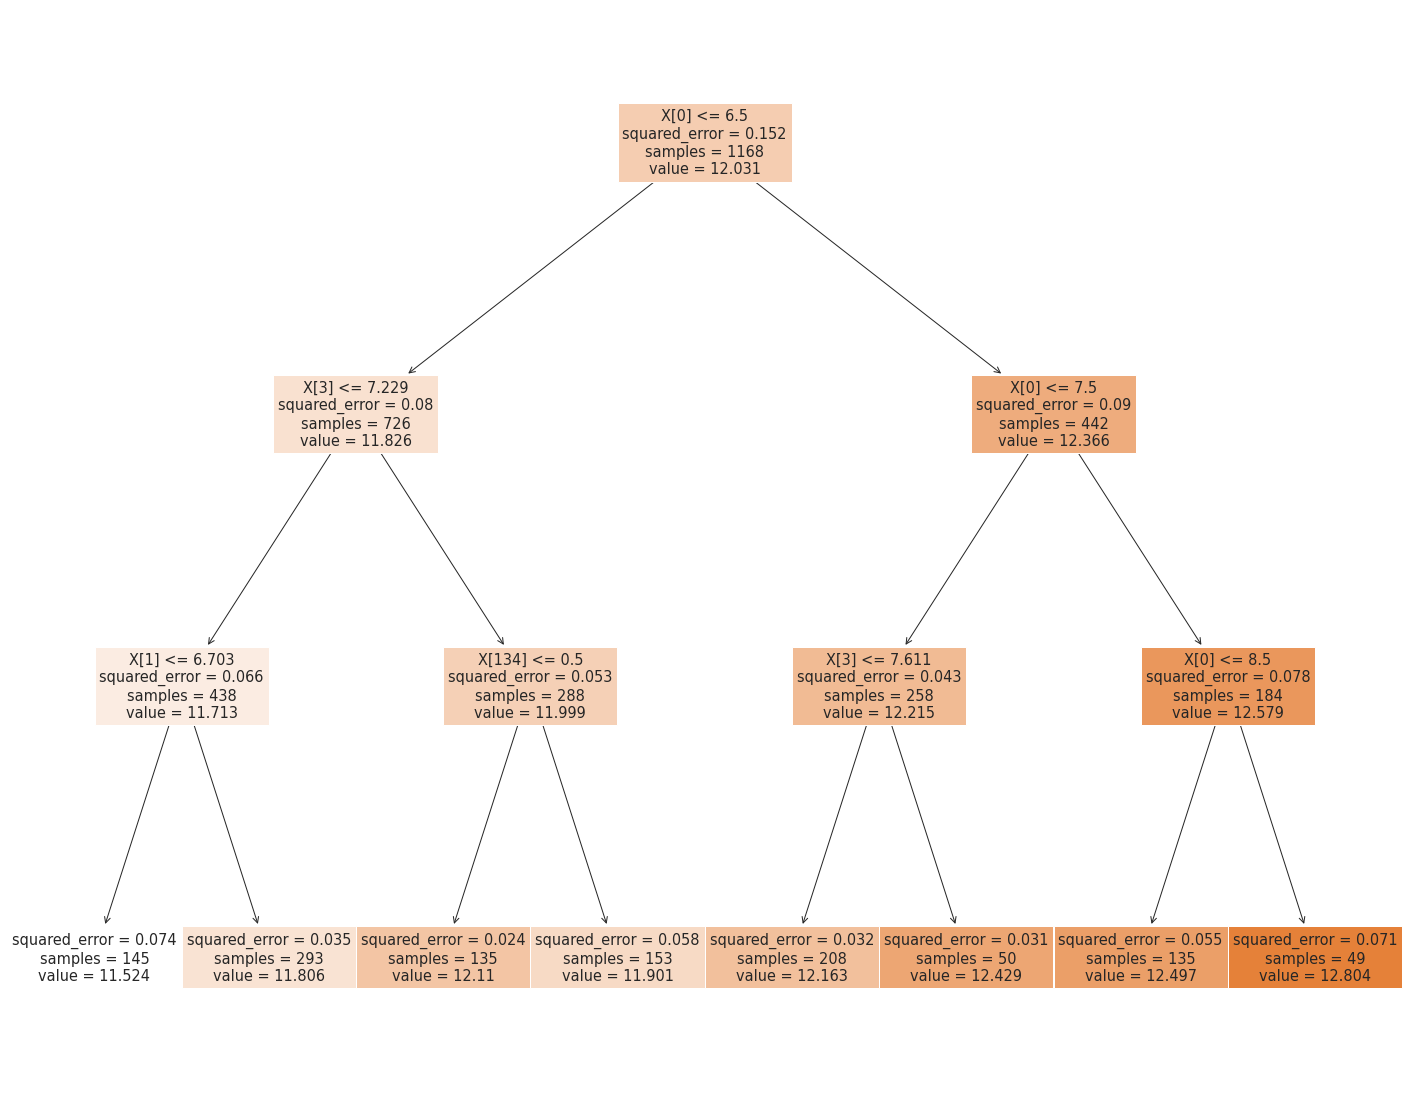 X[0] <= 6.5
squared_error = 0.152
samples = 1168
value = 12.031
X[3] <= 7.229
squared_error = 0.08
samples = 726
value = 11.826
X[0] <= 7.5
squared_error = 0.09
samples = 442
value = 12.366
X[1] <= 6.703
squared_error = 0.066
samples = 438
value = 11.713
X[134] <= 0.5
squared_error = 0.053
samples = 288
value = 11.999
X[3] <= 7.611
squared_error = 0.043
samples = 258
value = 12.215
X[0] <= 8.5
squared_error = 0.078
samples = 184
value = 12.579
squared_error = 0.074
samples = 145
value = 11.524
squared_error = 0.035
samples = 293
value = 11.806
squared_error = 0.024
samples = 135
value = 12.11
squared_error = 0.058
samples = 153
value = 11.901
squared_error = 0.032
samples = 208
value = 12.163
squared_error = 0.031
samples = 50
value = 12.429
squared_error = 0.055
samples = 135
value = 12.497
squared_error = 0.071
samples = 49
value = 12.804